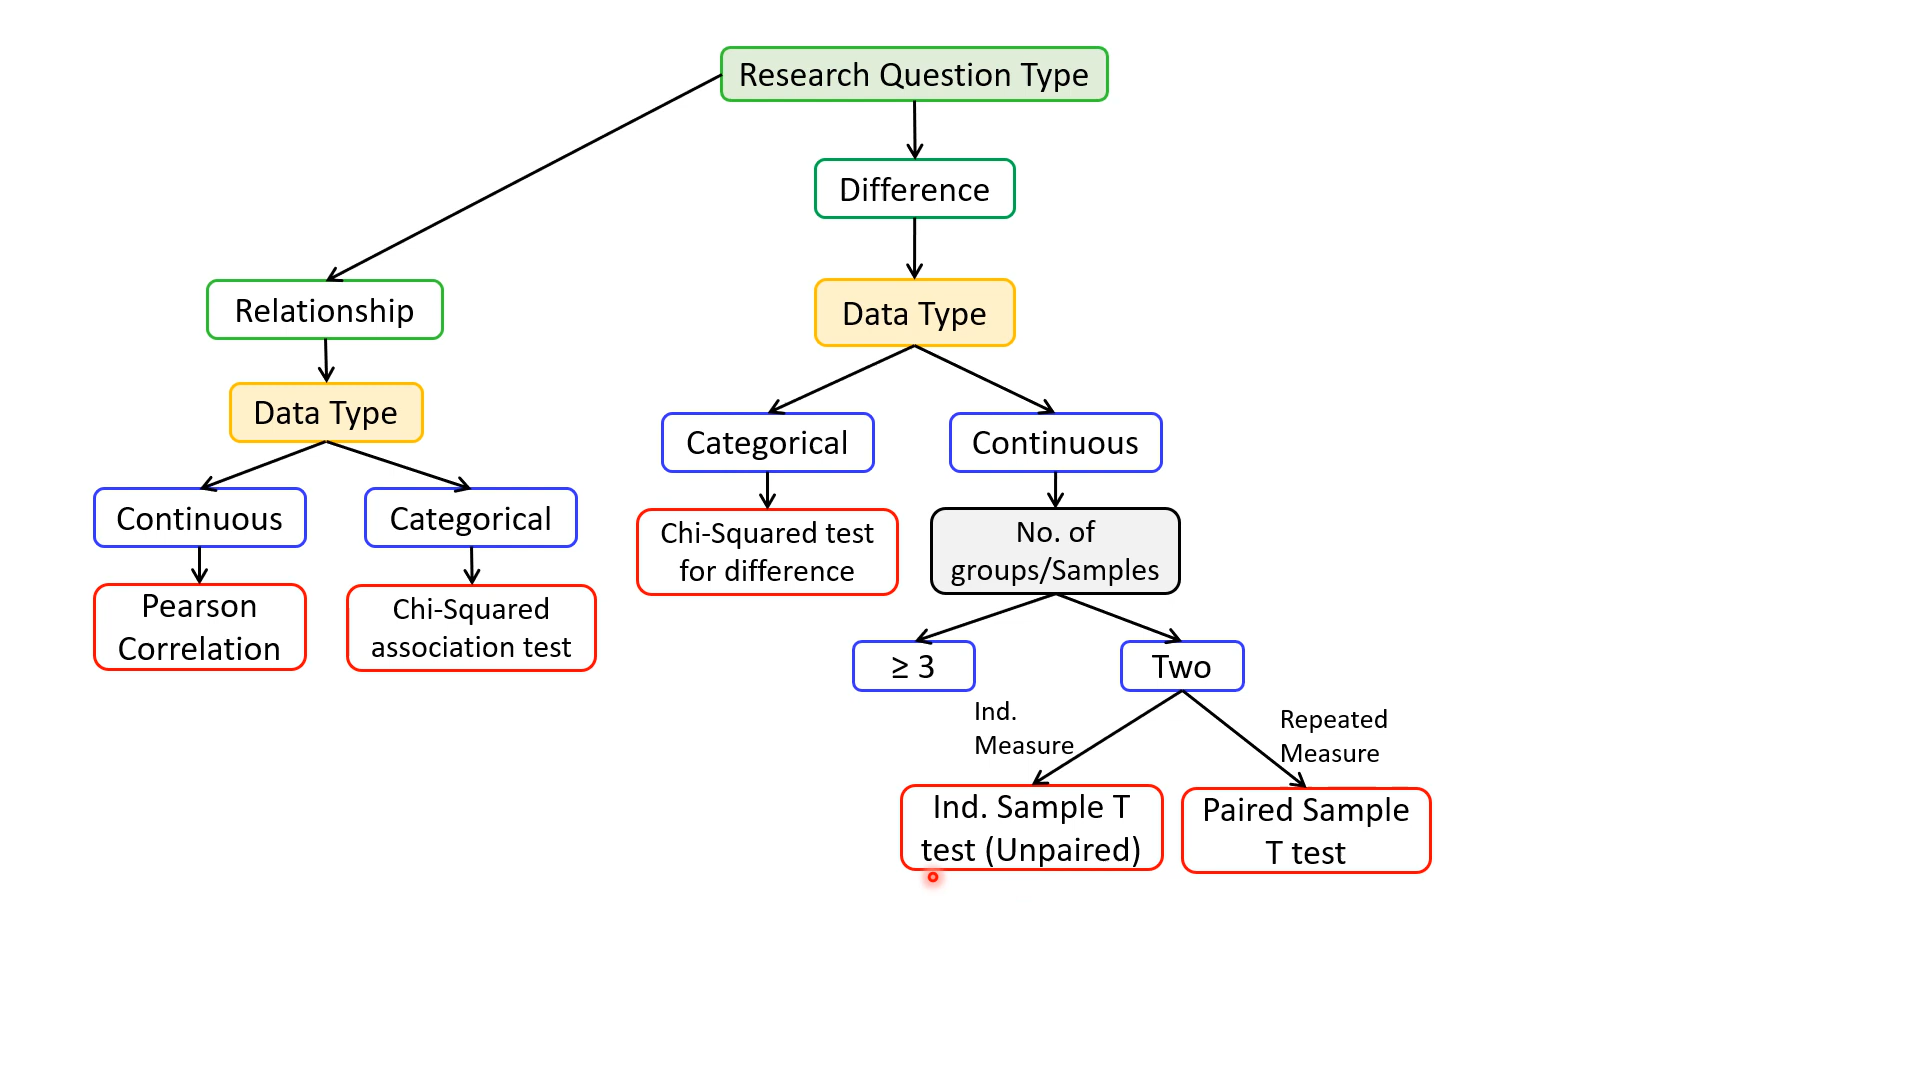 Research Question Type
Difference
Relationship
Data Type
Data Type
Categorical
Continuous
Continuous
Categorical
Chi-Squared test
for difference
No. of
groups/Samples
Pearson
Correlation
Chi-Squared
association test
≥ 3
Two
Ind.
Measure
Repeated
Measure
Ind. Sample T
test (Unpaired)
Paired Sample
T test